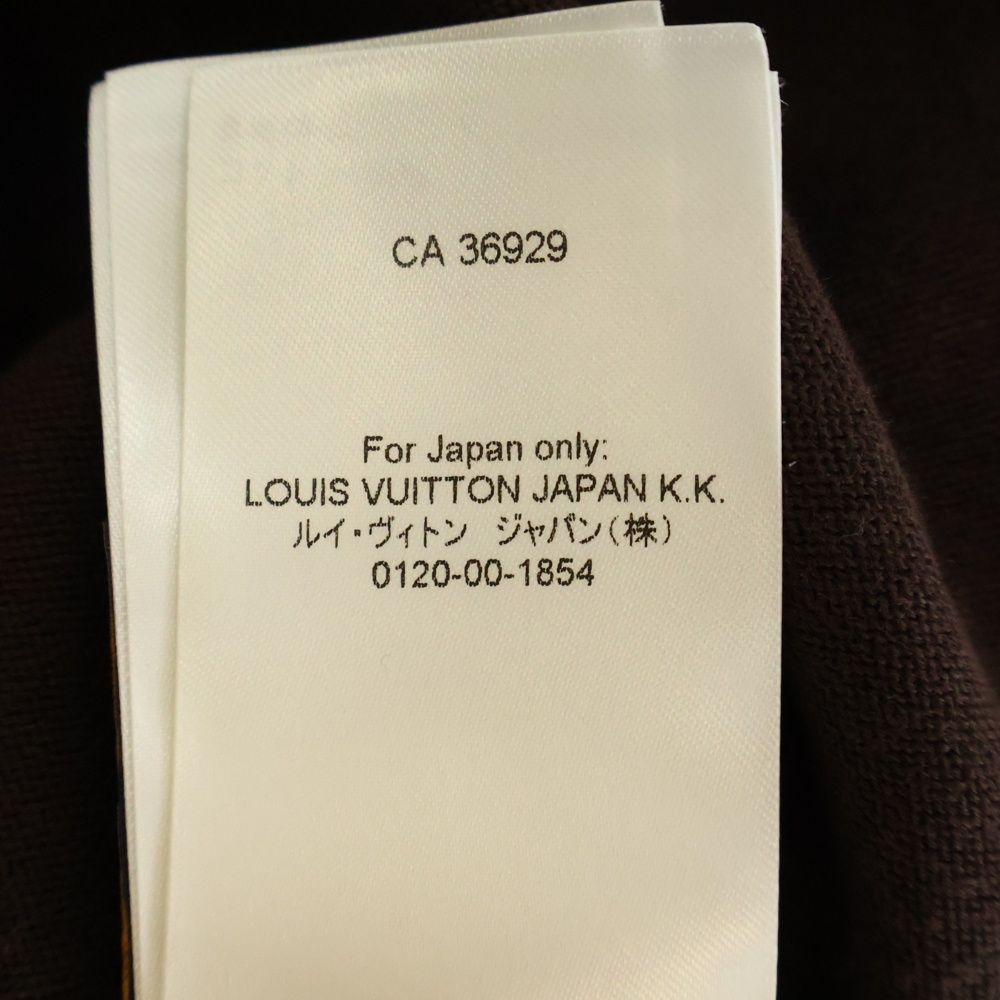 CA 36929
For Japan only:
LOUIS VUITTON JAPAN K.K.
ルイ・ヴィトン　ジャパン(株)
0120-00-1854